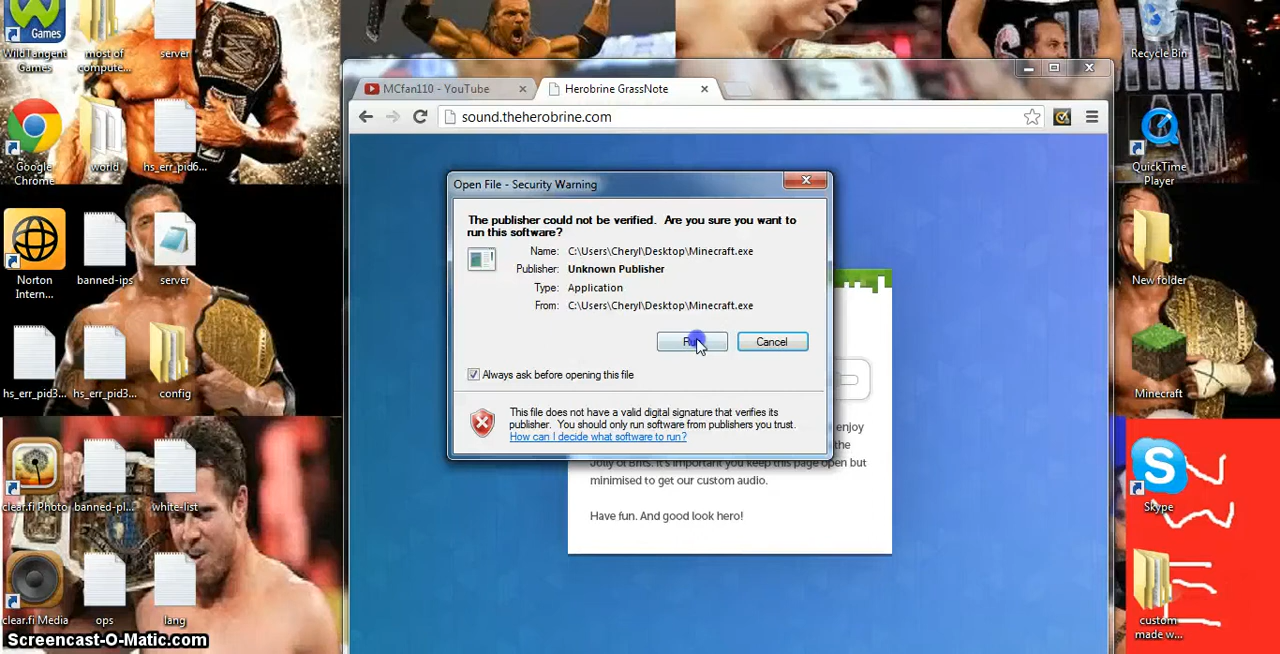 WildTangent
Games
most of
compute...
server
Google
Chrome
world
hs_err_pid6...
Norton
Intern...
banned-ips
server
hs_err_pid3...
hs_err_pid3...
config
clear.fi Photo
banned-pl...
white-list
clear.fi Media
ops
lang
Screencast-O-Matic.com
MCfan110 - YouTube
Herobrine GrassNote
sound.theherobrine.com
Open File - Security Warning
The publisher could not be verified. Are you sure you want to
run this software?
Name: C:\Users\Cheryl\Desktop\Minecraft.exe
Publisher: Unknown Publisher
Type: Application
From: C:\Users\Cheryl\Desktop\Minecraft.exe
Cancel
Always ask before opening this file
This file does not have a valid digital signature that verifies its
publisher. You should only run software from publishers you trust.
How can I decide what software to run?
enjoy
the
Jolly Ol Brits. It's important you keep this page open but
minimised to get our custom audio.
Have fun. And good look hero!
Recycle Bin
QuickTime
Player
New folder
Minecraft
Skype
custom
made w...